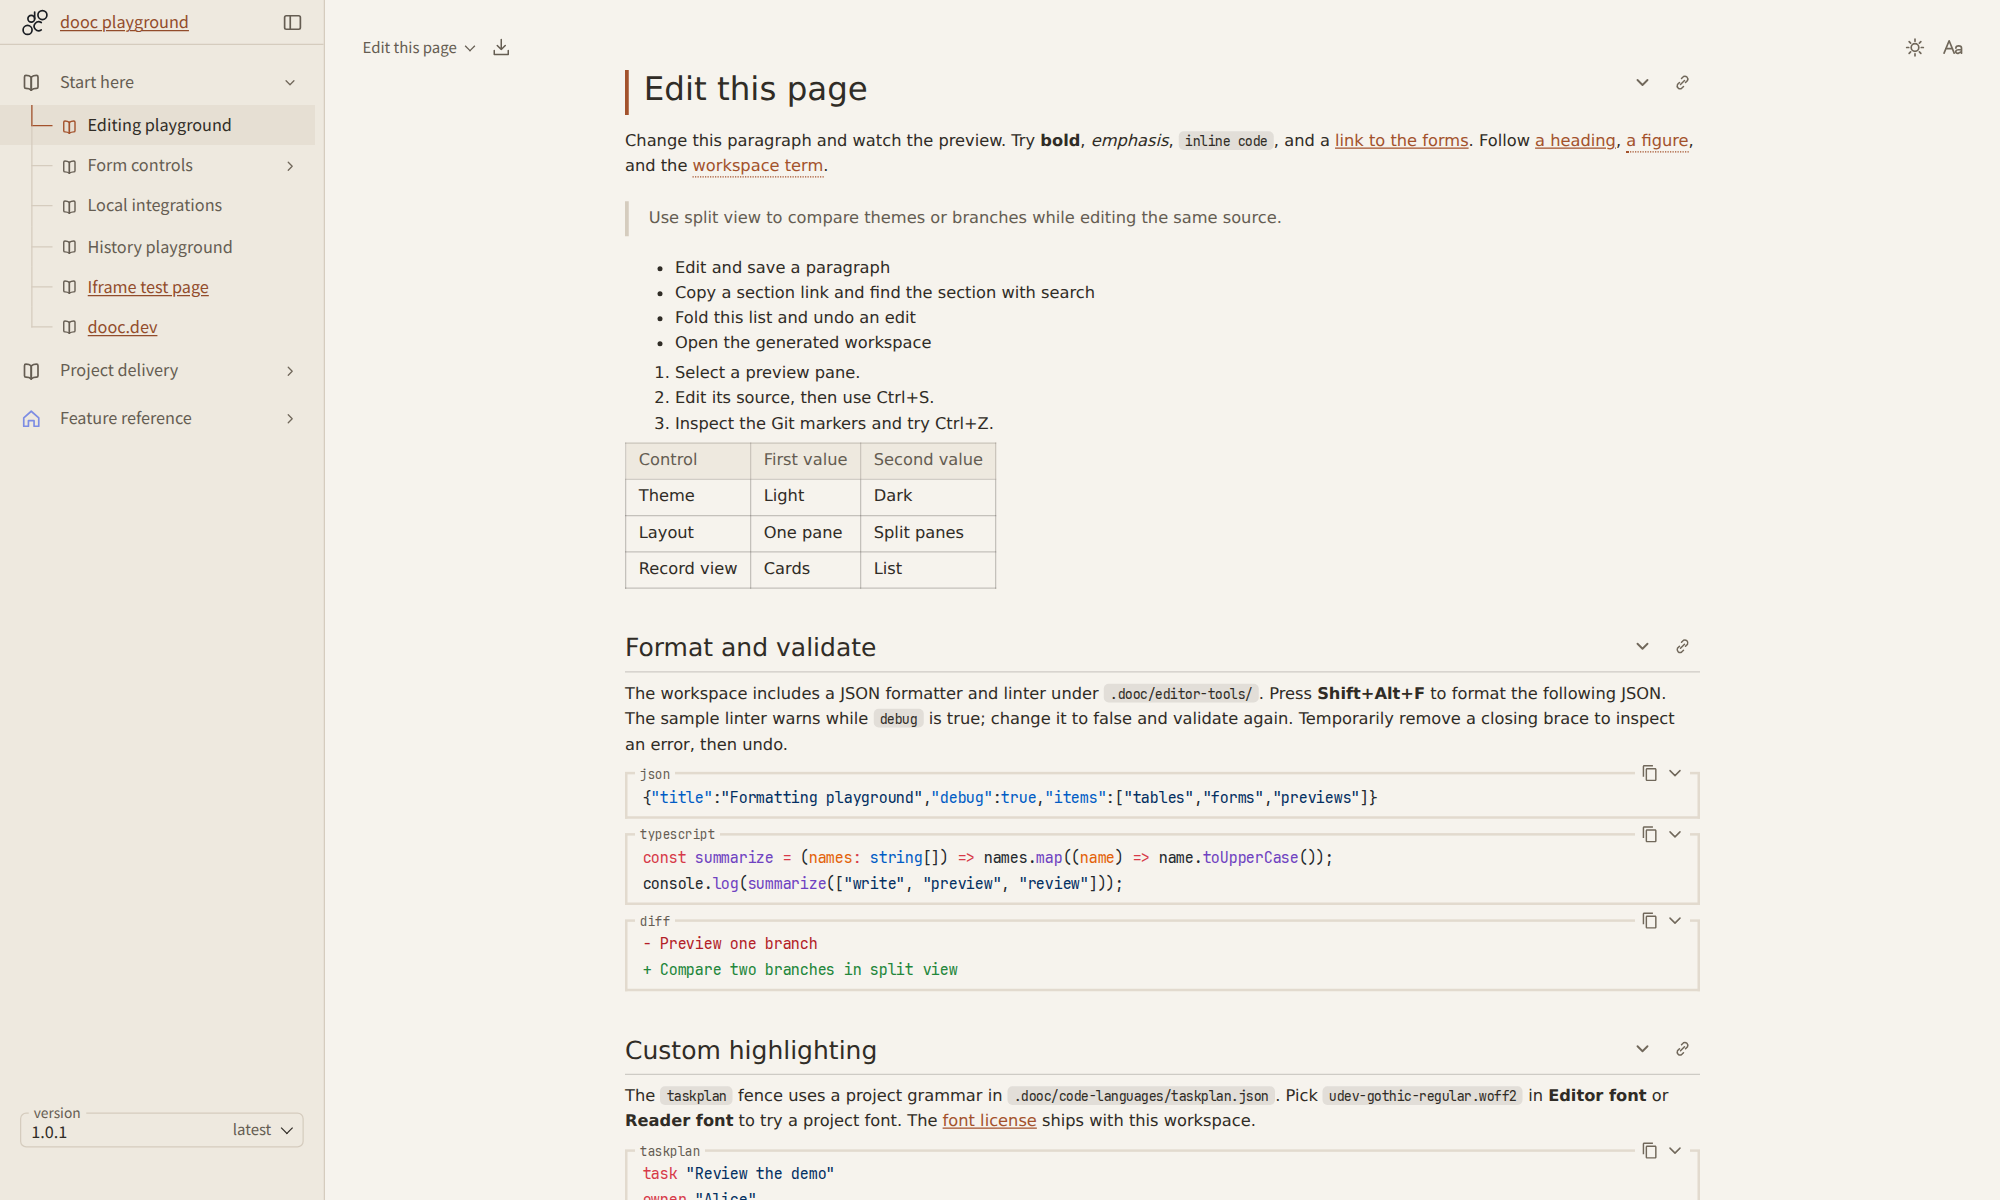 dooc playground
Start here
Editing playground
Form controls
Local integrations
History playground
Iframe test page
dooc.dev
Project delivery
Feature reference
version
1.0.1 latest
Edit this page
Aa
Edit this page
Change this paragraph and watch the preview. Try bold, emphasis, inline code, and a link to the forms. Follow a heading, a figure,
and the workspace term.
Use split view to compare themes or branches while editing the same source.
• Edit and save a paragraph
• Copy a section link and find the section with search
• Fold this list and undo an edit
• Open the generated workspace
1. Select a preview pane.
2. Edit its source, then use Ctrl+S.
3. Inspect the Git markers and try Ctrl+Z.
Control First value Second value
Theme Light Dark
Layout One pane Split panes
Record view Cards List
Format and validate
The workspace includes a JSON formatter and linter under .dooc/editor-tools/. Press Shift+Alt+F to format the following JSON.
The sample linter warns while debug is true; change it to false and validate again. Temporarily remove a closing brace to inspect
an error, then undo.
json
{"title":"Formatting playground","debug":true,"items":["tables","forms","previews"]}
typescript
const summarize = (names: string[]) => names.map((name) => name.toUpperCase());
console.log(summarize(["write", "preview", "review"]));
diff
- Preview one branch
+ Compare two branches in split view
Custom highlighting
The taskplan fence uses a project grammar in .dooc/code-languages/taskplan.json. Pick udev-gothic-regular.woff2 in Editor font or
Reader font to try a project font. The font license ships with this workspace.
taskplan
task "Review the demo"
owner "Alice"